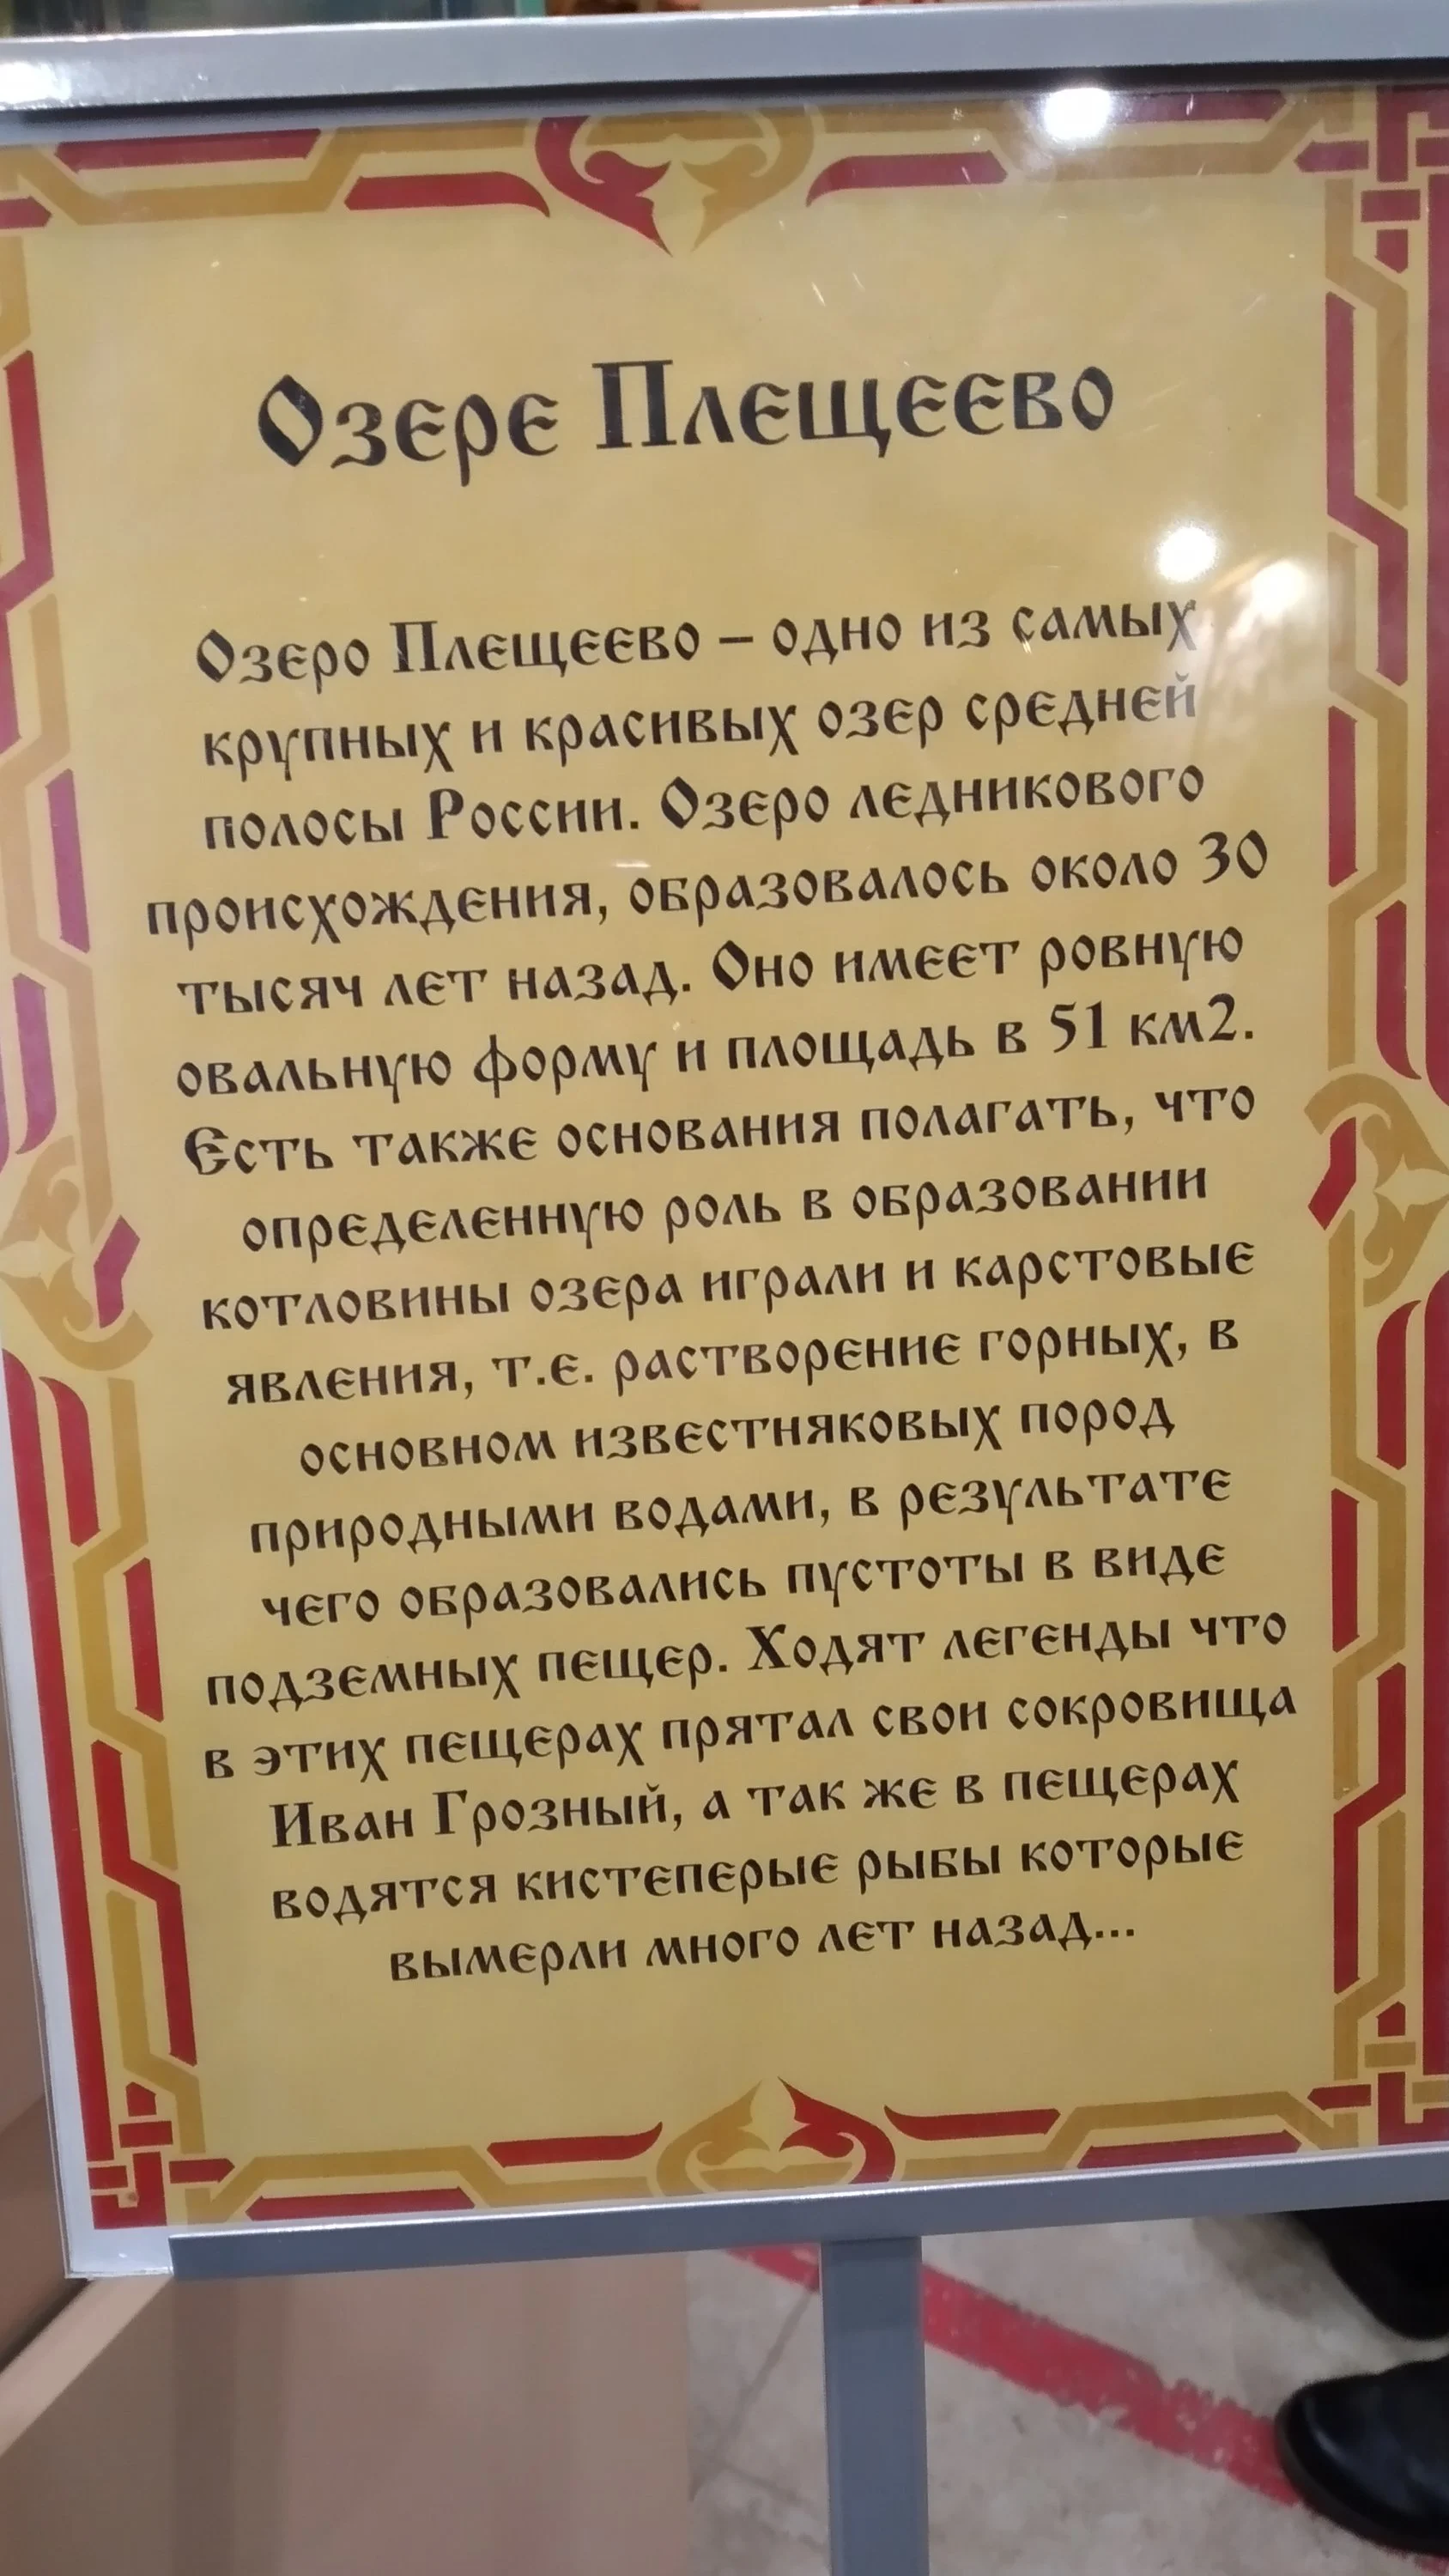 Озере Плещеево
Озеро Плещеево – одно из самых
крупных и красивых озер средней
полосы России. Озеро ледникового
происхождения, образовалось около 30
тысяч лет назад. Оно имеет ровную
овальную форму и площадь в 51 км2.
Есть также основания полагать, что
определенную роль в образовании
котловины озера играли и карстовые
явления, т.е. растворение горных, в
основном известняковых пород
природными водами, в результате
чего образовались пустоты в виде
подземных пещер. Ходят легенды что
в этих пещерах прятал свои сокровища
Иван Грозный, а так же в пещерах
водятся кистеперые рыбы которые
вымерли много лет назад...